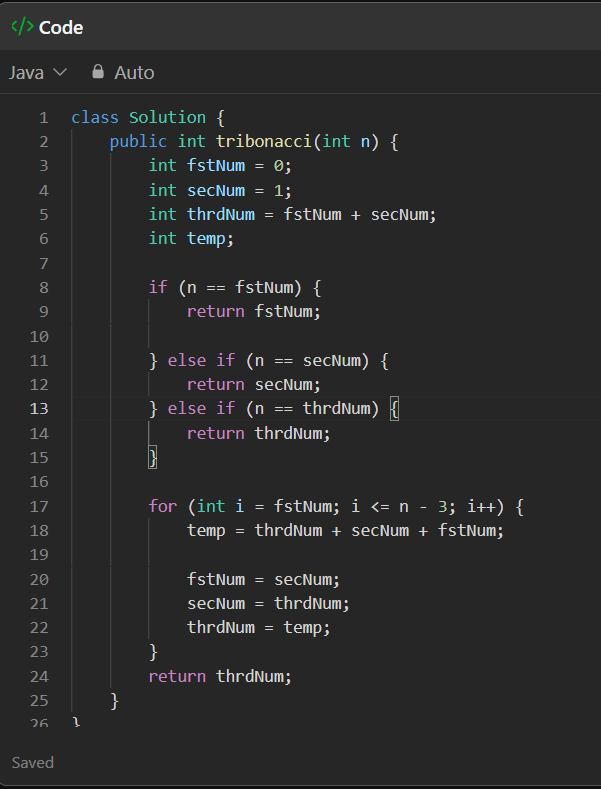 </> Code
Java Auto
1 class Solution {
2     public int tribonacci(int n) {
3         int fstNum = 0;
4         int secNum = 1;
5         int thrdNum = fstNum + secNum;
6         int temp;
7
8         if (n == fstNum) {
9             return fstNum;
10
11         } else if (n == secNum) {
12             return secNum;
13         } else if (n == thrdNum) {
14             return thrdNum;
15         }
16
17         for (int i = fstNum; i <= n - 3; i++) {
18             temp = thrdNum + secNum + fstNum;
19
20             fstNum = secNum;
21             secNum = thrdNum;
22             thrdNum = temp;
23         }
24         return thrdNum;
25     }
26 }
Saved